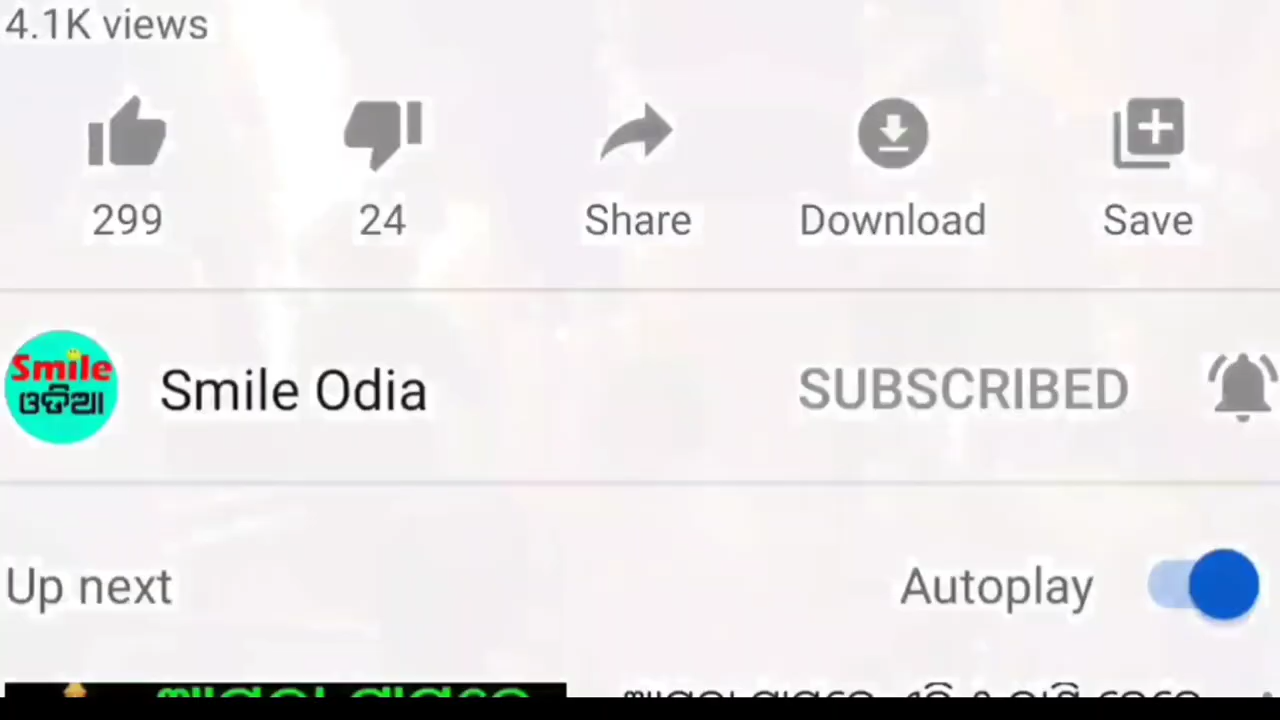 4.1K views
299 24 Share Download Save
Smile
ଓଡିଆ
Smile Odia SUBSCRIBED
Up next Autoplay